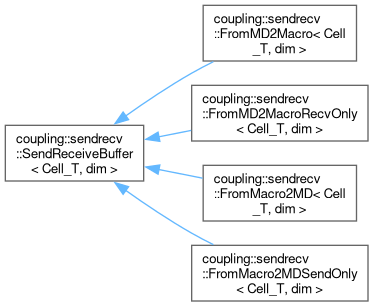 coupling::sendrecv
::FromMD2Macro< Cell
_T, dim >
coupling::sendrecv
::FromMD2MacroRecvOnly
< Cell_T, dim >
coupling::sendrecv
::SendReceiveBuffer
< Cell_T, dim >
coupling::sendrecv
::FromMacro2MD< Cell
_T, dim >
coupling::sendrecv
::FromMacro2MDSendOnly
< Cell_T, dim >